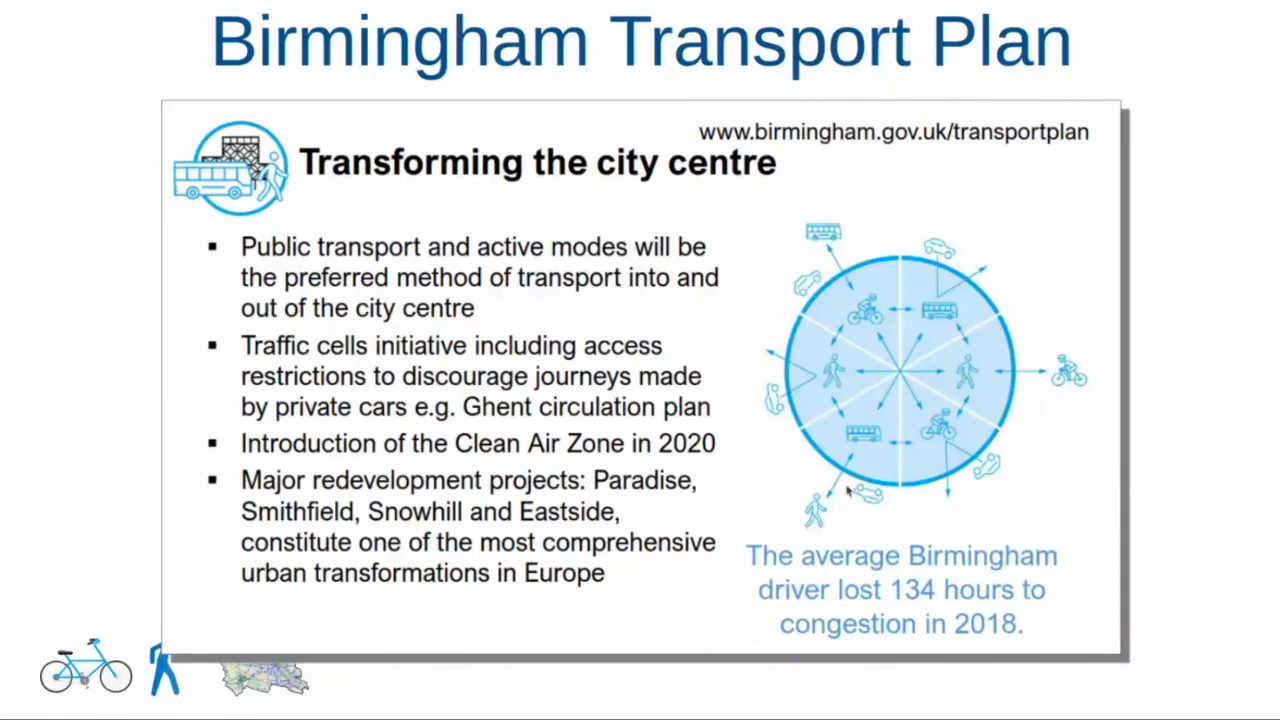 Birmingham Transport Plan
www.birmingham.gov.uk/transportplan
Transforming the city centre
▪ Public transport and active modes will be
the preferred method of transport into and
out of the city centre
▪ Traffic cells initiative including access
restrictions to discourage journeys made
by private cars e.g. Ghent circulation plan
▪ Introduction of the Clean Air Zone in 2020
▪ Major redevelopment projects: Paradise,
Smithfield, Snowhill and Eastside,
constitute one of the most comprehensive
urban transformations in Europe
The average Birmingham
driver lost 134 hours to
congestion in 2018.